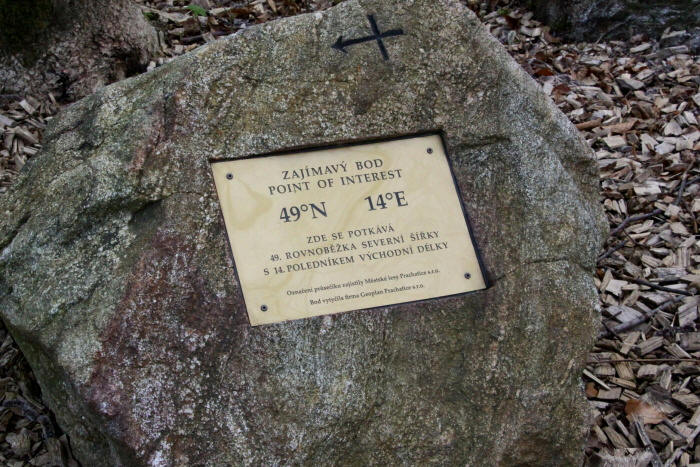 ZAJÍMAVÝ BOD
POINT OF INTEREST
49°N 14°E
ZDE SE POTKÁVÁ
49. ROVNOBĚŽKA SEVERNÍ ŠÍŘKY
S 14. POLEDNÍKEM VÝCHODNÍ DÉLKY
Označení průsečíku zajistily Městské lesy Prachatice s.r.o.
Bod vytyčila firma Geoplan Prachatice s.r.o.